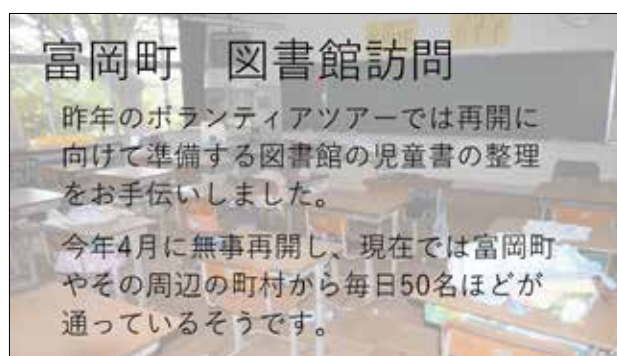 富岡町　図書館訪問
昨年のボランティアツアーでは再開に
向けて準備する図書館の児童書の整理
をお手伝いしました。
今年4月に無事再開し、現在では富岡町
やその周辺の町村から毎日50名ほどが
通っているそうです。